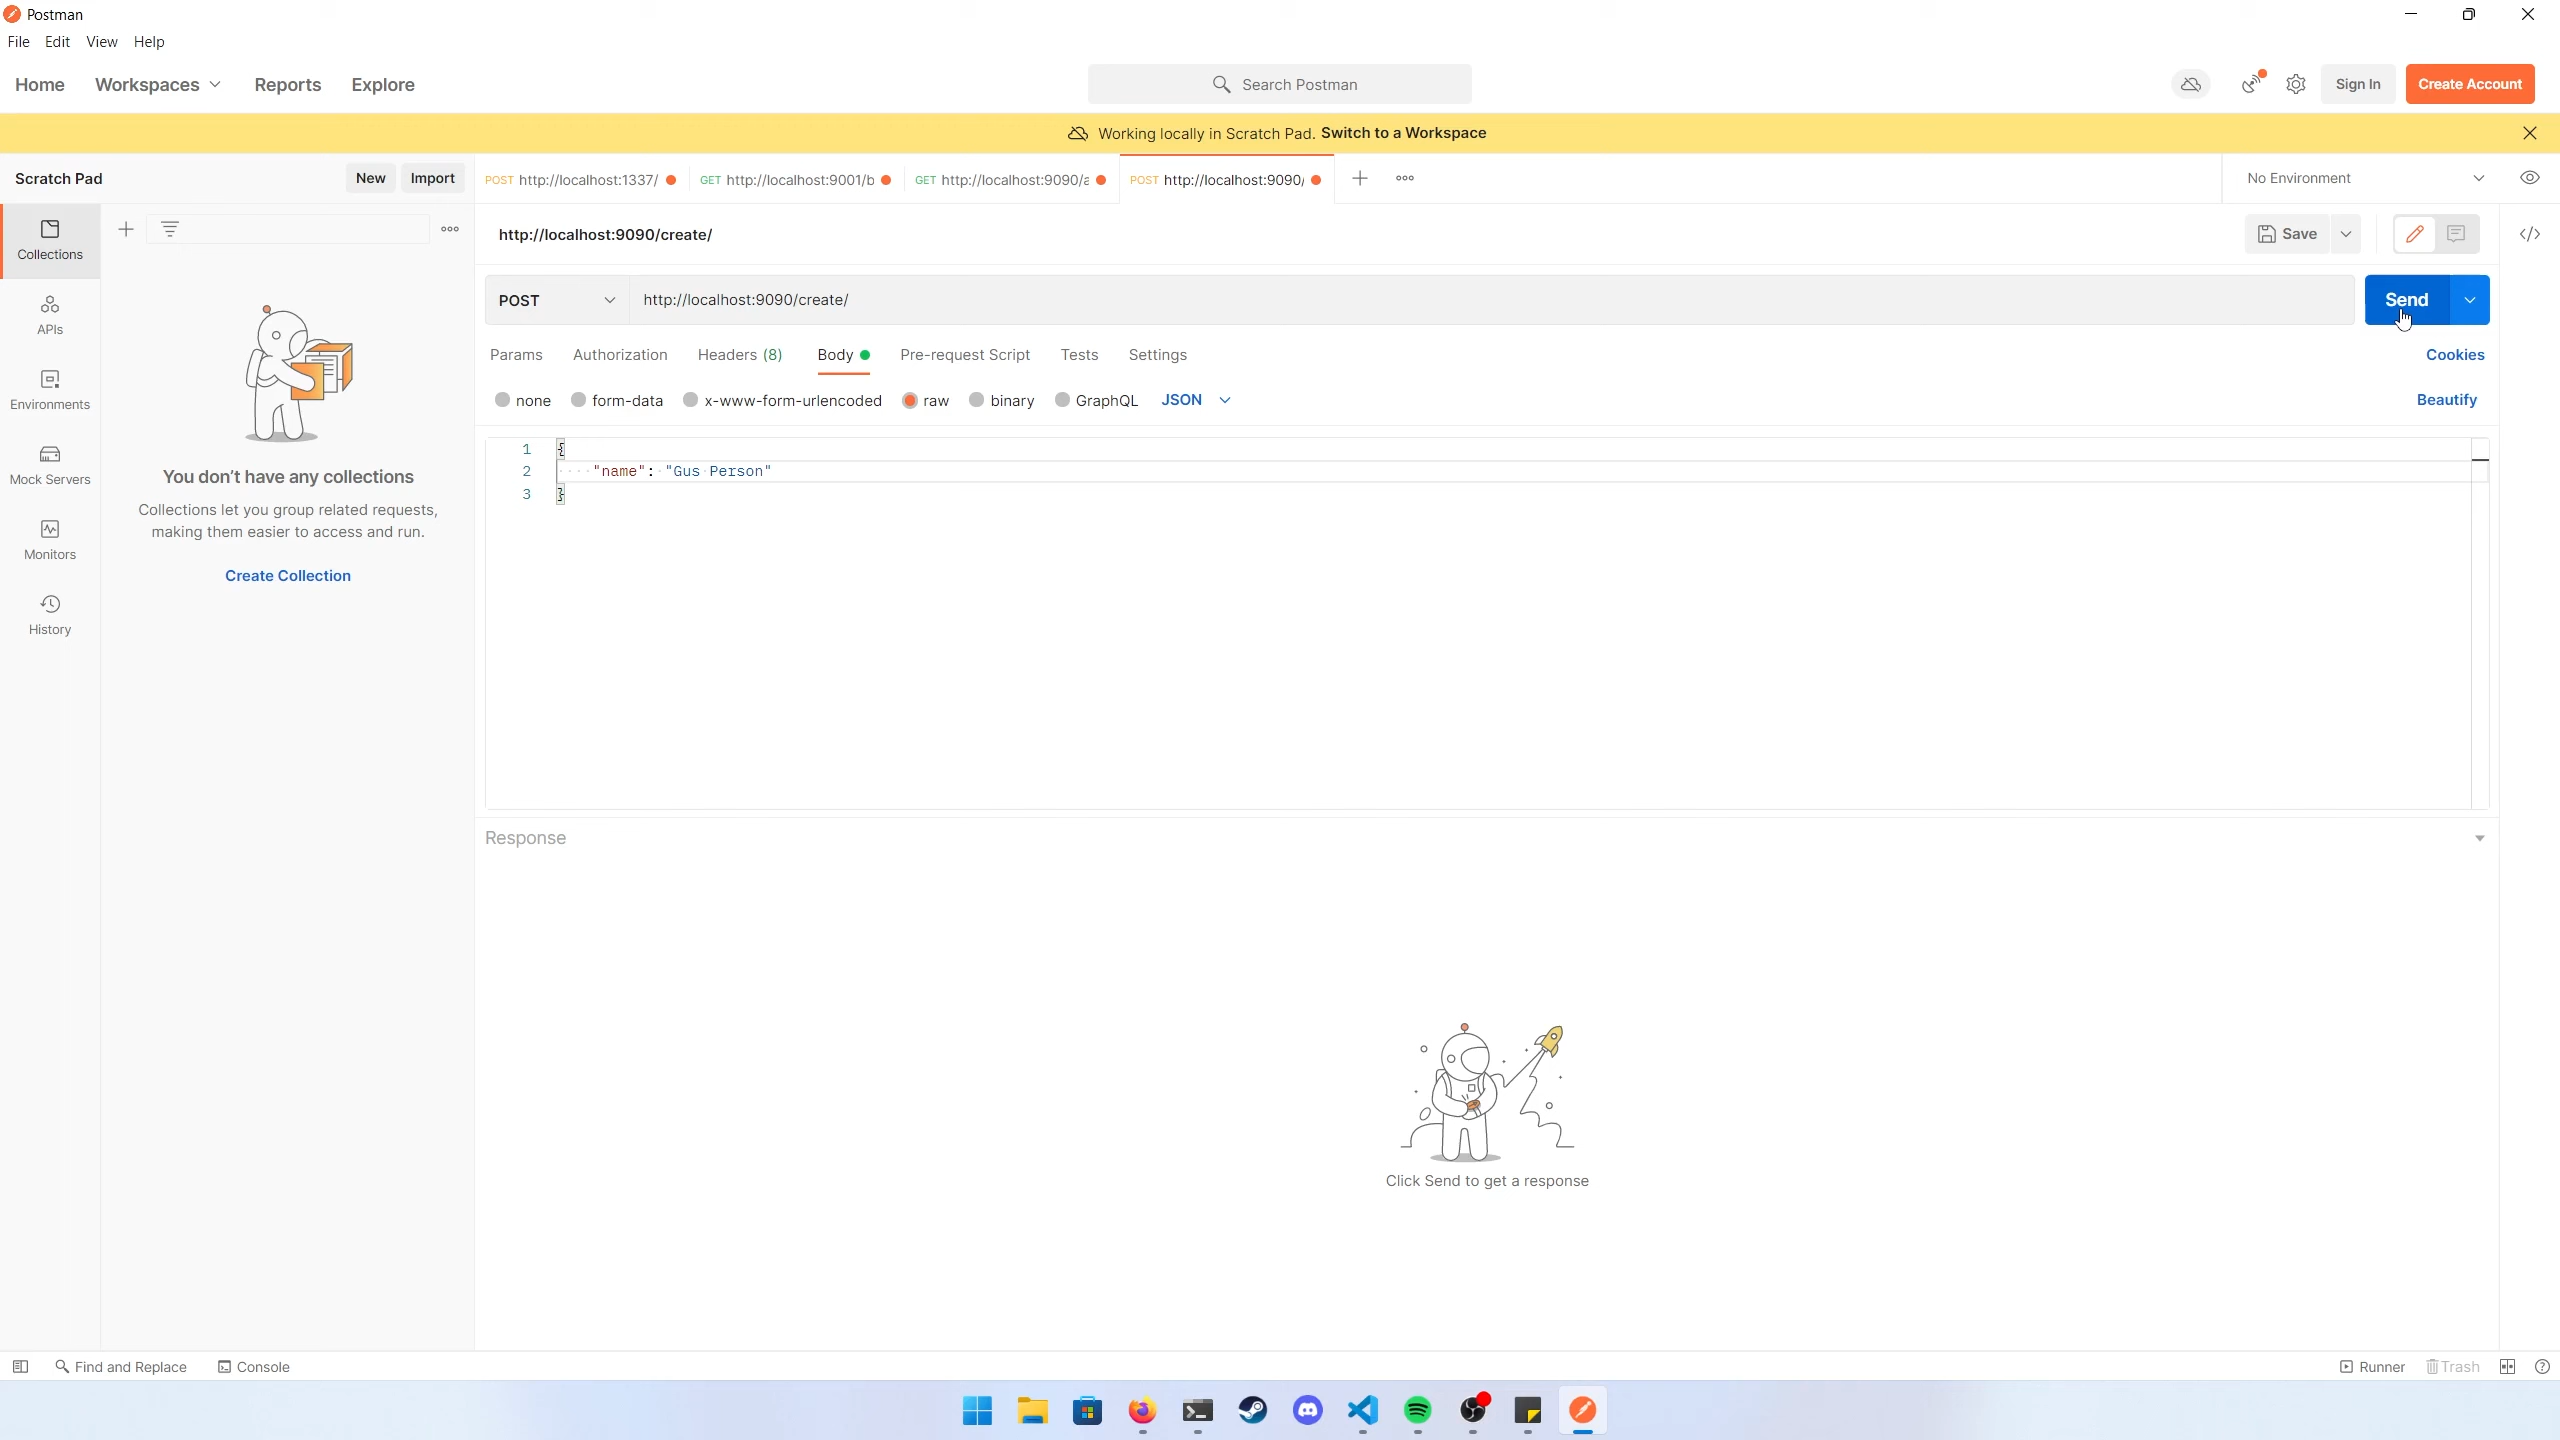 Postman
File Edit View Help
Home Workspaces Reports Explore
Search Postman
Sign In
Create Account
Working locally in Scratch Pad. Switch to a Workspace
Scratch Pad
New Import
POST http://localhost:1337/
GET http://localhost:9001/b
GET http://localhost:9090/a
POST http://localhost:9090/
No Environment
Collections
APIs
Environments
Mock Servers
Monitors
History
You don't have any collections
Collections let you group related requests,
making them easier to access and run.
Create Collection
http://localhost:9090/create/
Save
POST http://localhost:9090/create/
Send
Params Authorization Headers (8) Body Pre-request Script Tests Settings
Cookies
none form-data x-www-form-urlencoded raw binary GraphQL JSON
Beautify
1 {
2 ····"name":·"Gus·Person"
3 }
Response
Click Send to get a response
Find and Replace Console
Runner Trash